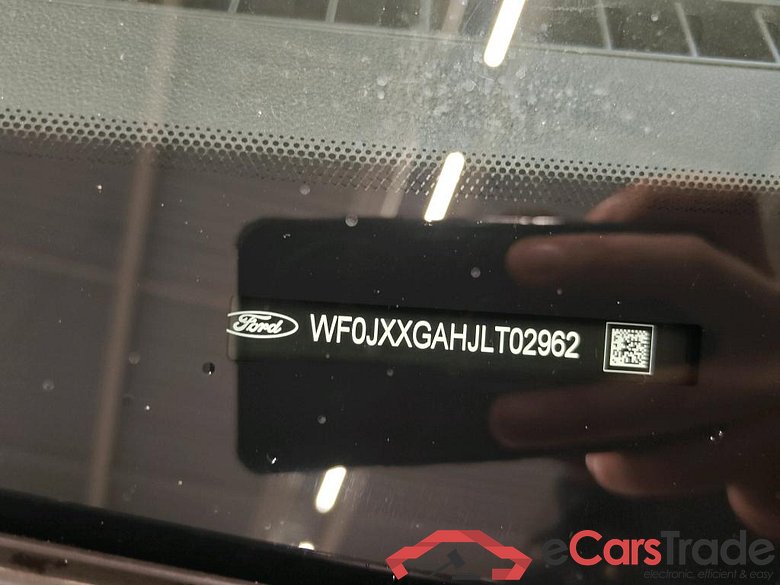 Ford WF0JXXGAHJLT02962
eCarsTrade
electronic, efficient & easy